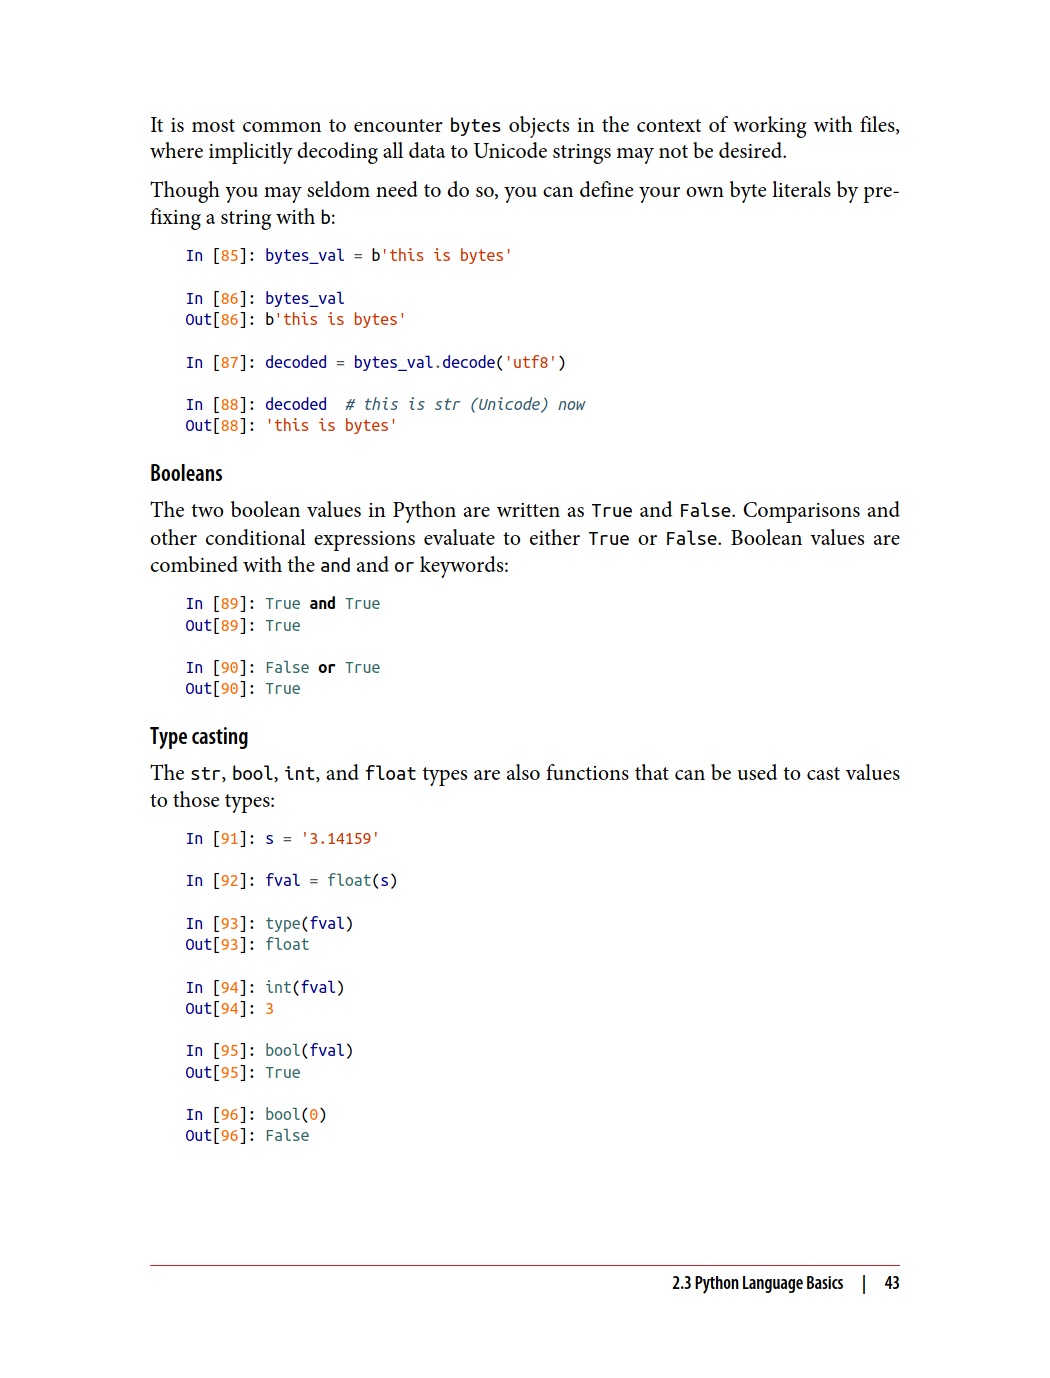 It is most common to encounter bytes objects in the context of working with files,
where implicitly decoding all data to Unicode strings may not be desired.
Though you may seldom need to do so, you can define your own byte literals by pre-
fixing a string with b:
In [85]: bytes_val = b'this is bytes'
In [86]: bytes_val
Out[86]: b'this is bytes'
In [87]: decoded = bytes_val.decode('utf8')
In [88]: decoded  # this is str (Unicode) now
Out[88]: 'this is bytes'
Booleans
The two boolean values in Python are written as True and False. Comparisons and
other conditional expressions evaluate to either True or False. Boolean values are
combined with the and and or keywords:
In [89]: True and True
Out[89]: True
In [90]: False or True
Out[90]: True
Type casting
The str, bool, int, and float types are also functions that can be used to cast values
to those types:
In [91]: s = '3.14159'
In [92]: fval = float(s)
In [93]: type(fval)
Out[93]: float
In [94]: int(fval)
Out[94]: 3
In [95]: bool(fval)
Out[95]: True
In [96]: bool(0)
Out[96]: False
2.3 Python Language Basics | 43